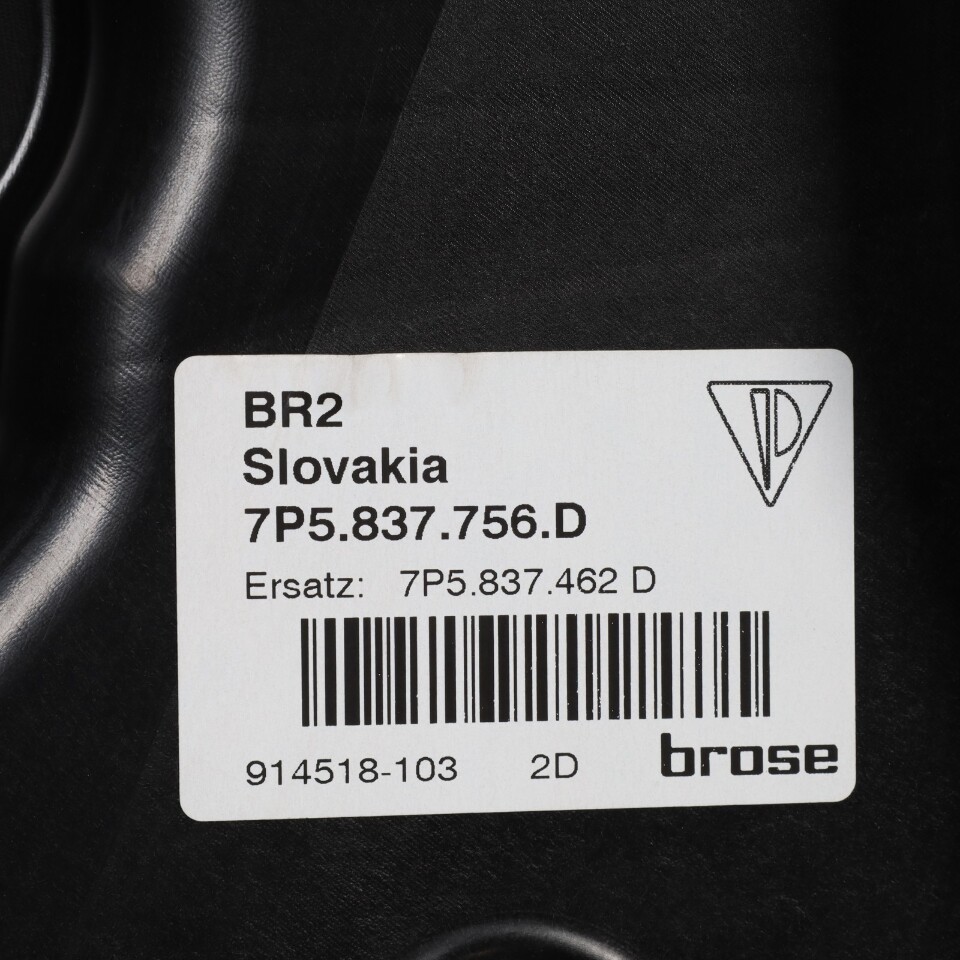 BR2
Slovakia
7P5.837.756.D
Ersatz: 7P5.837.462 D
914518-103 2D brose